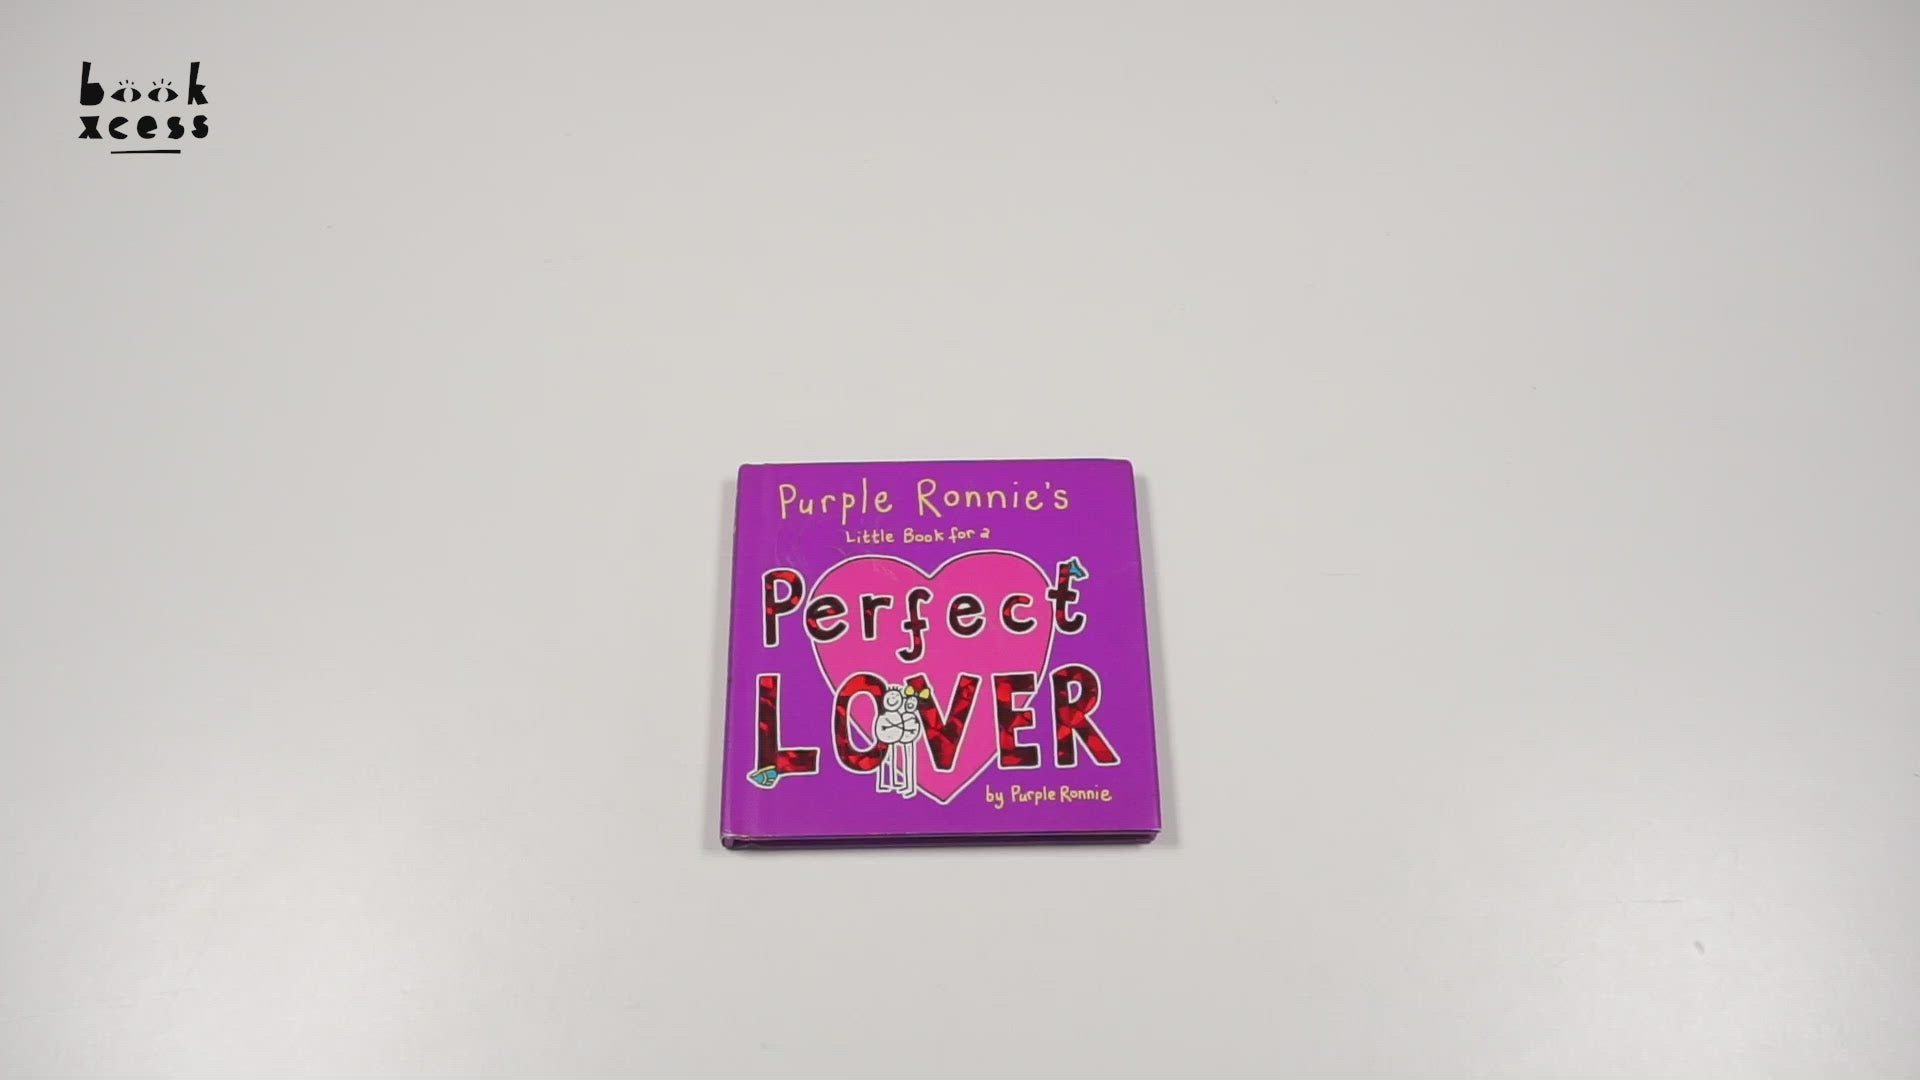 book
xcess
Purple Ronnie's
Little Book for a
Perfect
LOVER
by Purple Ronnie